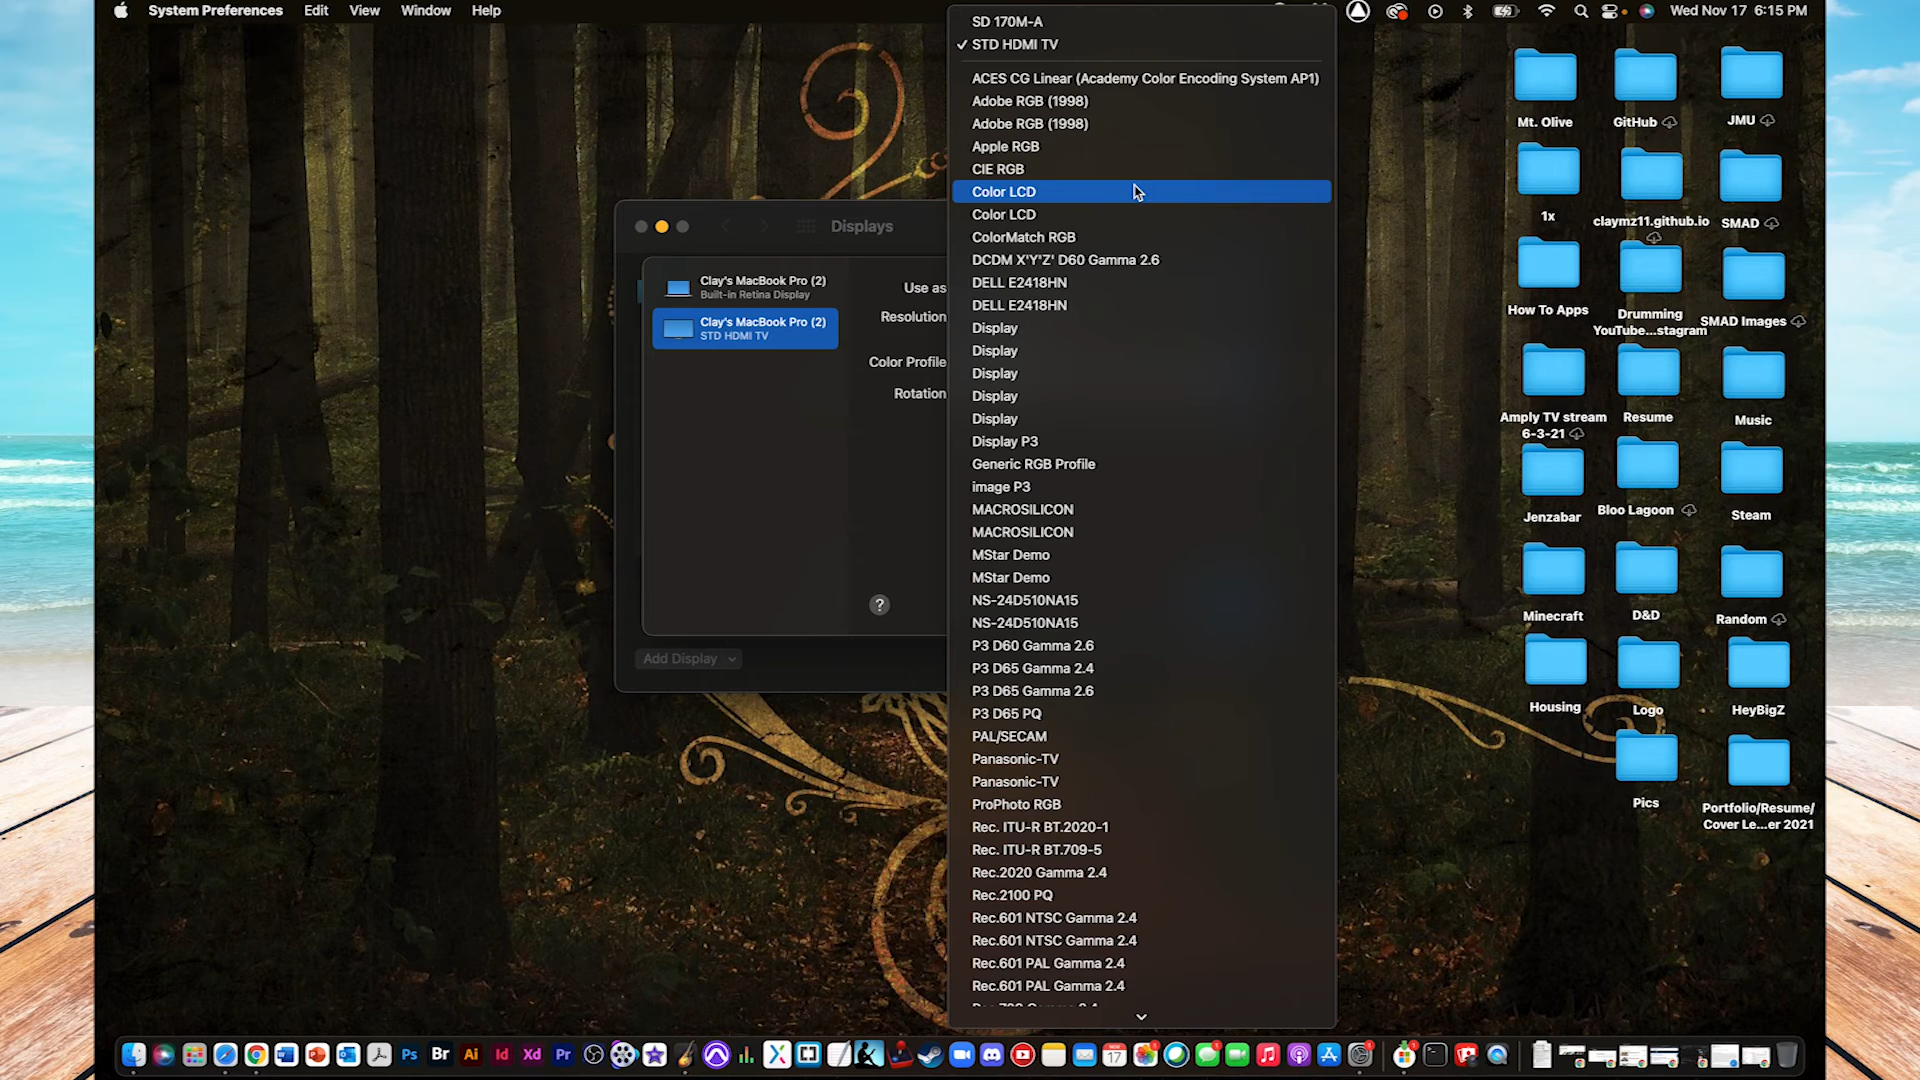 System Preferences Edit View Window Help
Wed Nov 17 6:15 PM
SD 170M-A
✓ STD HDMI TV
ACES CG Linear (Academy Color Encoding System AP1)
Adobe RGB (1998)
Adobe RGB (1998)
Apple RGB
CIE RGB
Color LCD
Color LCD
ColorMatch RGB
DCDM X'Y'Z' D60 Gamma 2.6
DELL E2418HN
DELL E2418HN
Display
Display
Display
Display
Display
Display P3
Generic RGB Profile
image P3
MACROSILICON
MACROSILICON
MStar Demo
MStar Demo
NS-24D510NA15
NS-24D510NA15
P3 D60 Gamma 2.6
P3 D65 Gamma 2.4
P3 D65 Gamma 2.6
P3 D65 PQ
PAL/SECAM
Panasonic-TV
Panasonic-TV
ProPhoto RGB
Rec. ITU-R BT.2020-1
Rec. ITU-R BT.709-5
Rec.2020 Gamma 2.4
Rec.2100 PQ
Rec.601 NTSC Gamma 2.4
Rec.601 NTSC Gamma 2.4
Rec.601 PAL Gamma 2.4
Rec.601 PAL Gamma 2.4
Displays
Clay's MacBook Pro (2)
Built-in Retina Display
Clay's MacBook Pro (2)
STD HDMI TV
Use as
Resolution
Color Profile
Rotation
?
Add Display
Mt. Olive
GitHub
JMU
1x
claymz11.github.io
SMAD
How To Apps
Drumming
YouTube...stagram
SMAD Images
Amply TV stream
6-3-21
Resume
Music
Jenzabar
Bloo Lagoon
Steam
Minecraft
D&D
Random
Housing
Logo
HeyBigZ
Pics
Portfolio/Resume/
Cover Le...er 2021
Ps Br Ai Id Xd Pr
17